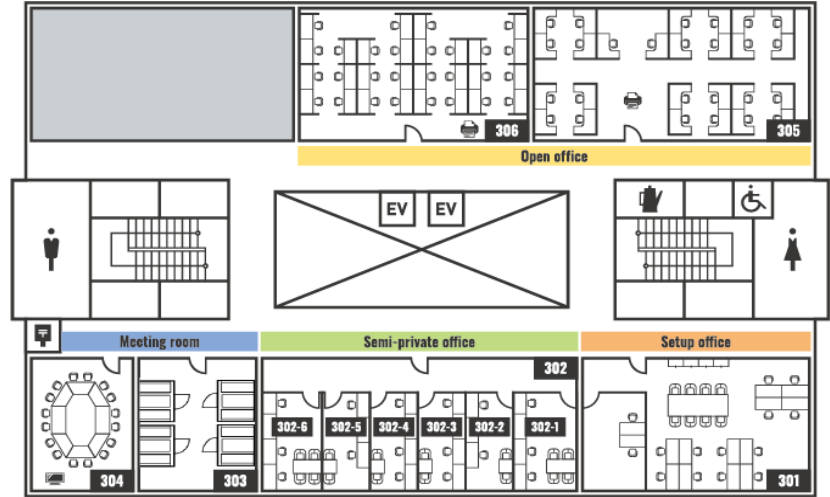 306
305
Open office
EV
EV
Meeting room
Semi-private office
Setup office
302
302-6
302-5
302-4
302-3
302-2
302-1
304
303
301